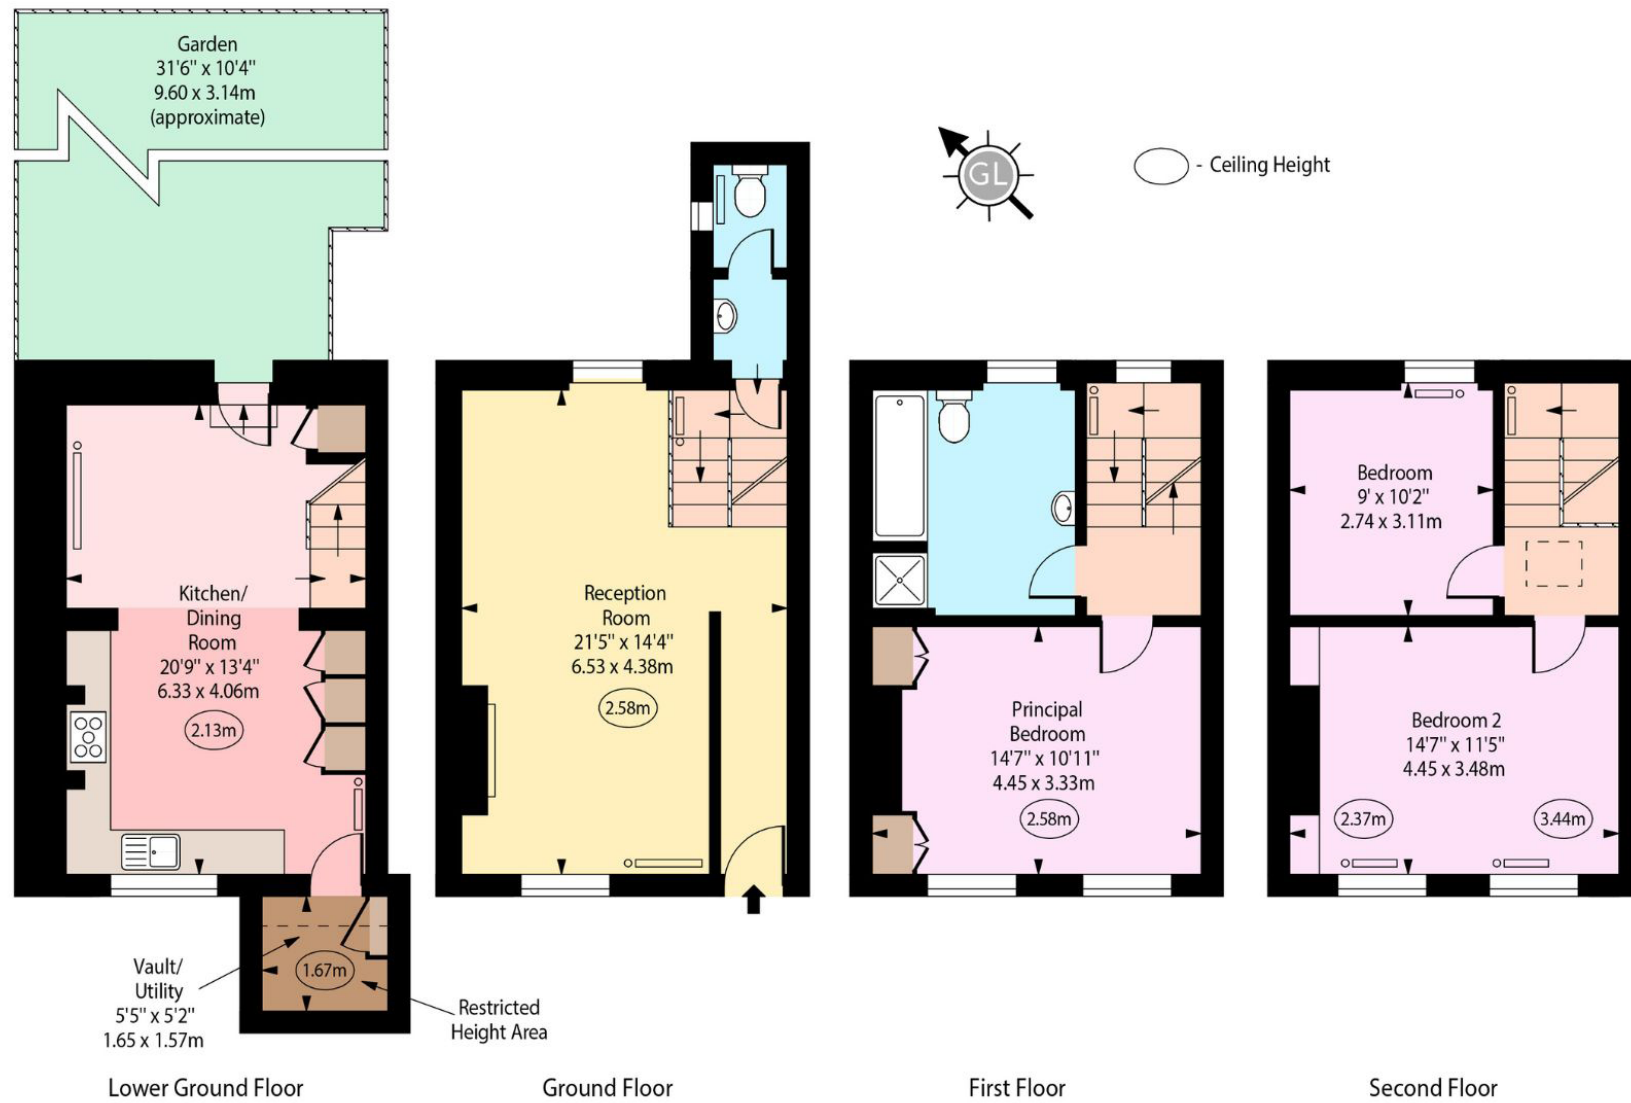 Garden
31'6" x 10'4"
9.60 x 3.14m
(approximate)
GL
- Ceiling Height
Kitchen/
Dining
Room
20'9" x 13'4"
6.33 x 4.06m
2.13m
Vault/
Utility
5'5" x 5'2"
1.65 x 1.57m
1.67m
Restricted
Height Area
Lower Ground Floor
Reception
Room
21'5" x 14'4"
6.53 x 4.38m
2.58m
Ground Floor
Principal
Bedroom
14'7" x 10'11"
4.45 x 3.33m
2.58m
First Floor
Bedroom
9' x 10'2"
2.74 x 3.11m
Bedroom 2
14'7" x 11'5"
4.45 x 3.48m
2.37m
3.44m
Second Floor